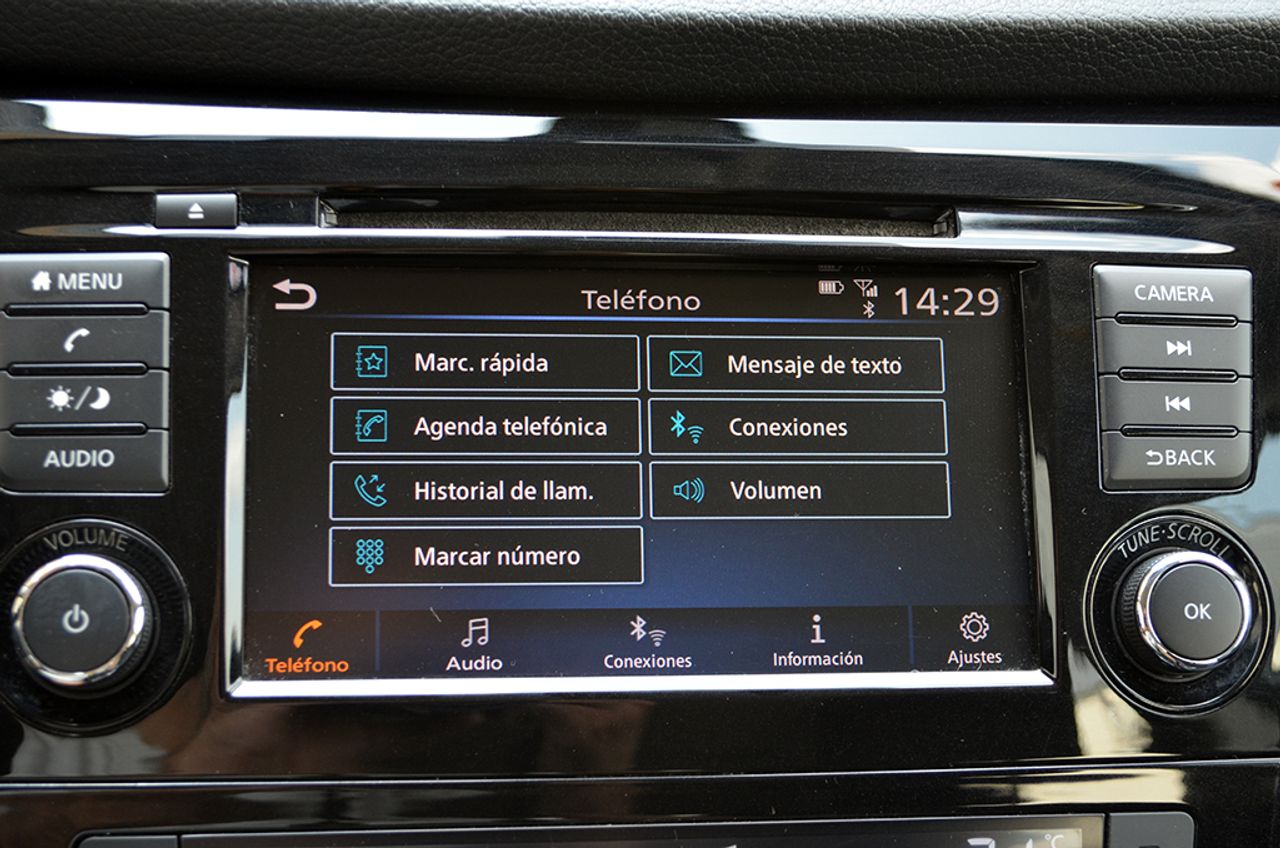 MENU
AUDIO
VOLUME
Teléfono
14:29
Marc. rápida
Mensaje de texto
Agenda telefónica
Conexiones
Historial de llam.
Volumen
Marcar número
Teléfono
Audio
Conexiones
Información
Ajustes
CAMERA
BACK
TUNE·SCROLL
OK
°C